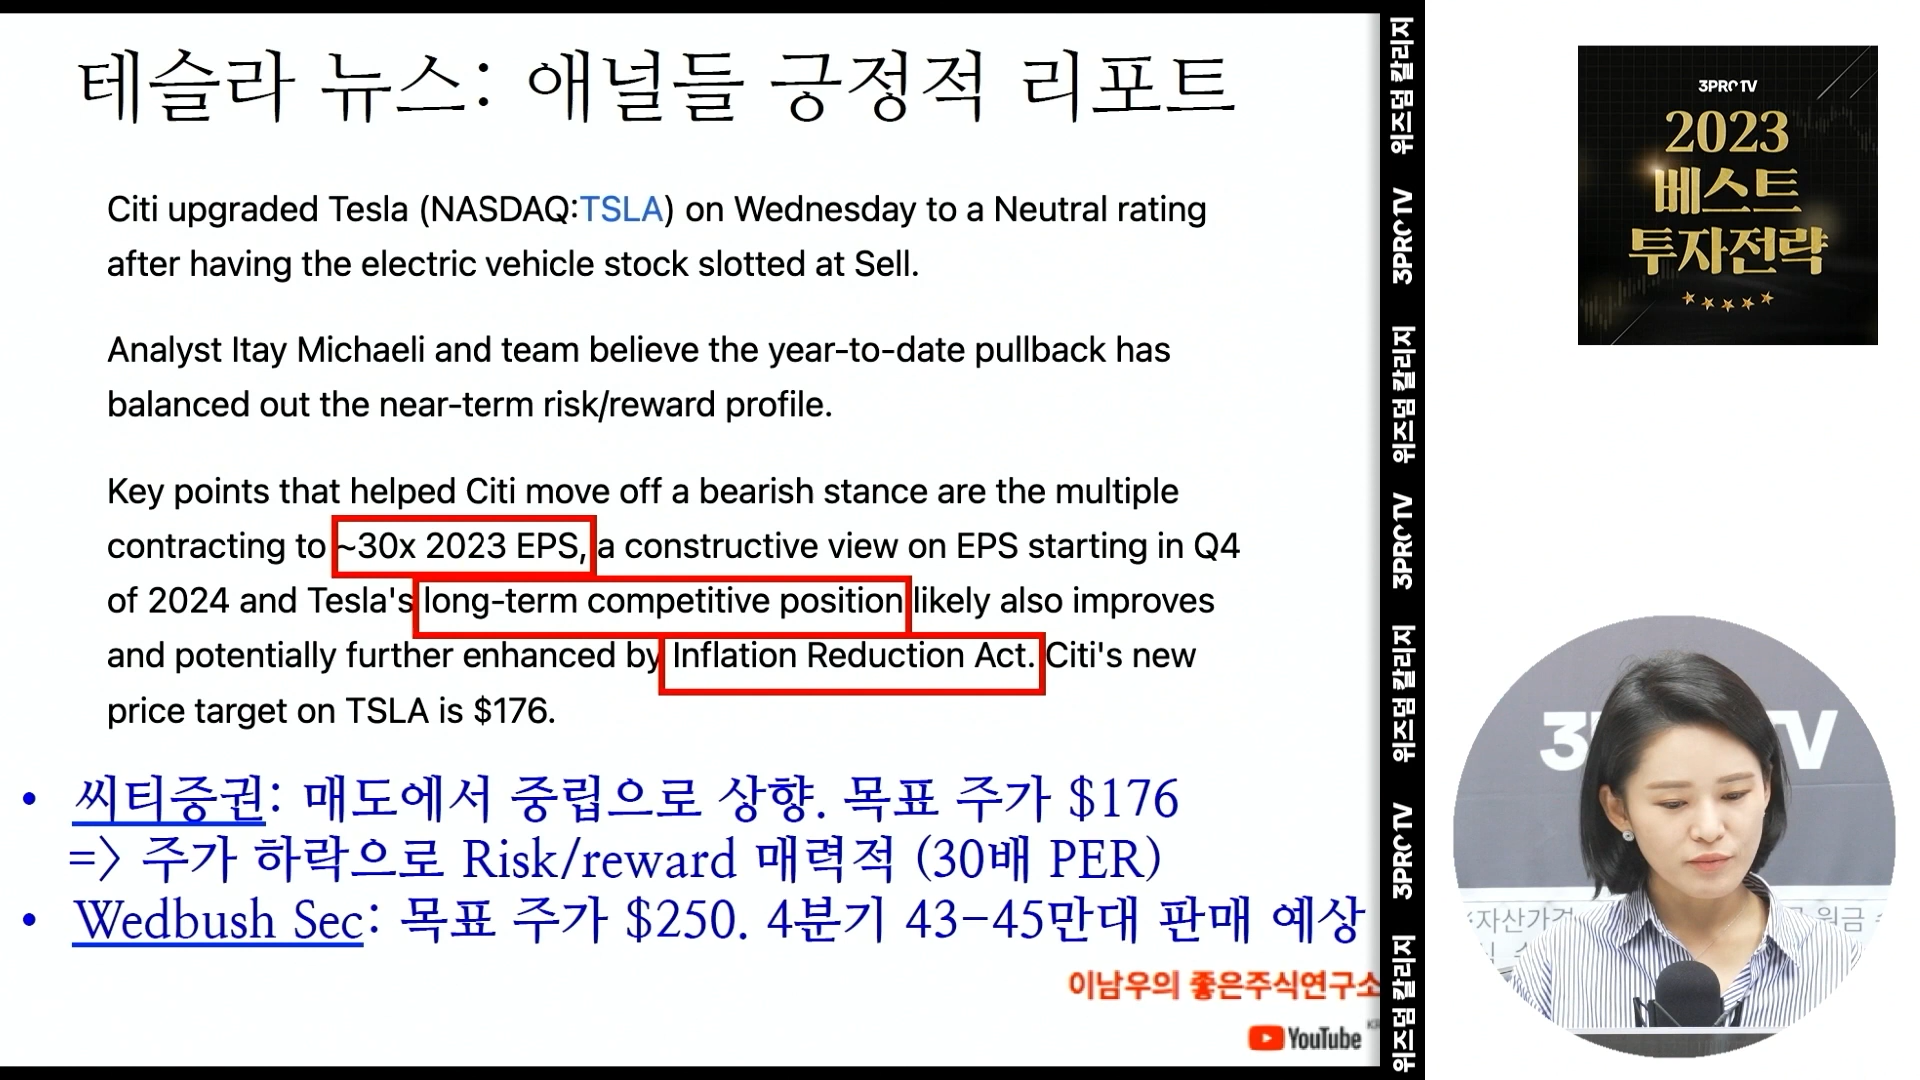 테슬라 뉴스: 애널들 긍정적 리포트
Citi upgraded Tesla (NASDAQ:TSLA) on Wednesday to a Neutral rating
after having the electric vehicle stock slotted at Sell.
Analyst Itay Michaeli and team believe the year-to-date pullback has
balanced out the near-term risk/reward profile.
Key points that helped Citi move off a bearish stance are the multiple
contracting to ~30x 2023 EPS, a constructive view on EPS starting in Q4
of 2024 and Tesla's long-term competitive position likely also improves
and potentially further enhanced by Inflation Reduction Act. Citi's new
price target on TSLA is $176.
• 씨티증권: 매도에서 중립으로 상향. 목표 주가 $176
=> 주가 하락으로 Risk/reward 매력적 (30배 PER)
• Wedbush Sec: 목표 주가 $250. 4분기 43-45만대 판매 예상
이남우의 좋은주식연구소
YouTube
위즈덤 칼리지
3PROTV
위즈덤 칼리지
3PROTV
위즈덤 칼리지
3PROTV
위즈덤 칼리지
3PROTV
2023
베스트
투자전략
TV
자산가격
원금